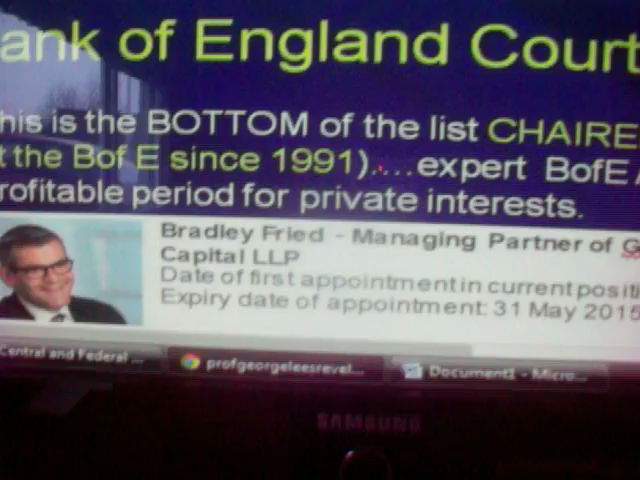 ank of England Court
his is the BOTTOM of the list CHAIRE
t the Bof E since 1991)....expert BofE
rofitable period for private interests.
Bradley Fried - Managing Partner of G
Capital LLP
Date of first appointment in current positi
Expiry date of appointment: 31 May 2015
Central and Federal ...
profgeorgeleesrevel...
Document1 - Micro...
SAMSUNG